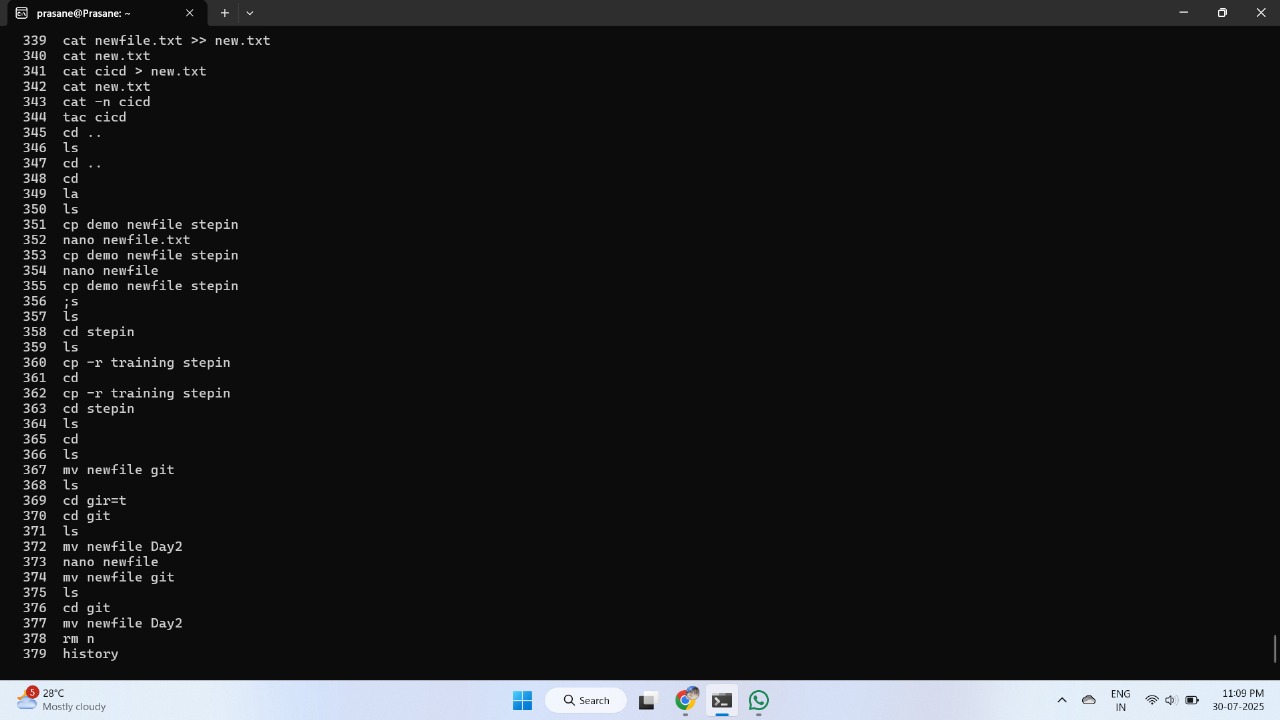 prasane@Prasane: ~
339 cat newfile.txt >> new.txt
340 cat new.txt
341 cat cicd > new.txt
342 cat new.txt
343 cat -n cicd
344 tac cicd
345 cd ..
346 ls
347 cd ..
348 cd
349 la
350 ls
351 cp demo newfile stepin
352 nano newfile.txt
353 cp demo newfile stepin
354 nano newfile
355 cp demo newfile stepin
356 ;s
357 ls
358 cd stepin
359 ls
360 cp -r training stepin
361 cd
362 cp -r training stepin
363 cd stepin
364 ls
365 cd
366 ls
367 mv newfile git
368 ls
369 cd gir=t
370 cd git
371 ls
372 mv newfile Day2
373 nano newfile
374 mv newfile git
375 ls
376 cd git
377 mv newfile Day2
378 rm n
379 history
5
28°C
Mostly cloudy
Search
ENG
IN
11:09 PM
30-07-2025